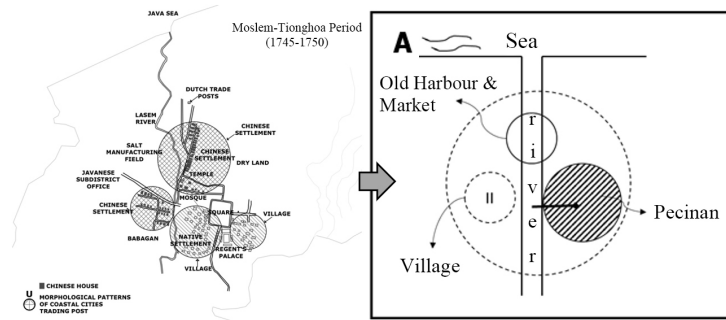 JAVA SEA
Moslem-Tionghoa Period
(1745-1750)
DUTCH TRADE
POSTS
LASEM
RIVER
CHINESE
SETTLEMENT
SALT
MANUFACTURING
FIELD
CHINESE
SETTLEMENT
DRY LAND
JAVANESE
SUBDISTRICT
OFFICE
TEMPLE
MOSQUE
CHINESE
SETTLEMENT
SQUARE
VILLAGE
BABAGAN
NATIVE
SETTLEMENT
REGENT'S
PALACE
VILLAGE
CHINESE HOUSE
U
MORPHOLOGICAL PATTERNS
OF COASTAL CITIES
TRADING POST
A
Sea
Old Harbour &
Market
river
II
Pecinan
Village